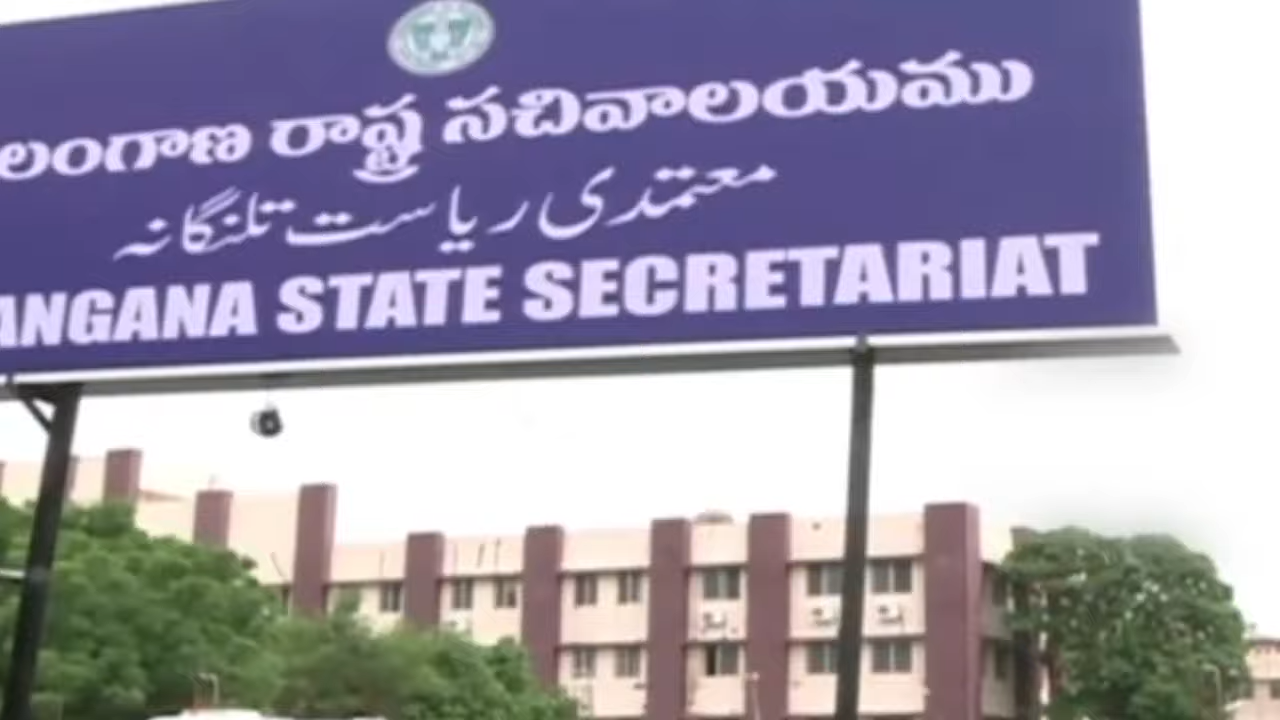 లంగాణ రాష్ట్ర సచివాలయము
معتمدی ریاست تلنگانہ
ANGANA STATE SECRETARIAT